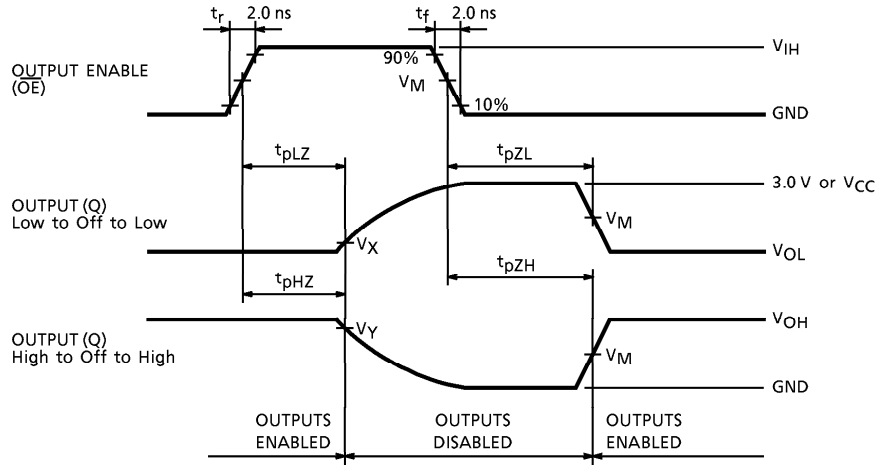 tr 2.0 ns tf 2.0 ns
OUTPUT ENABLE
(OE)
90%
VM
10%
VIH
GND
tpLZ
tpZL
OUTPUT (Q)
Low to Off to Low
3.0 V or VCC
VX
VM
VOL
tpHZ
tpZH
OUTPUT (Q)
High to Off to High
VY
VM
VOH
GND
OUTPUTS
ENABLED
OUTPUTS
DISABLED
OUTPUTS
ENABLED